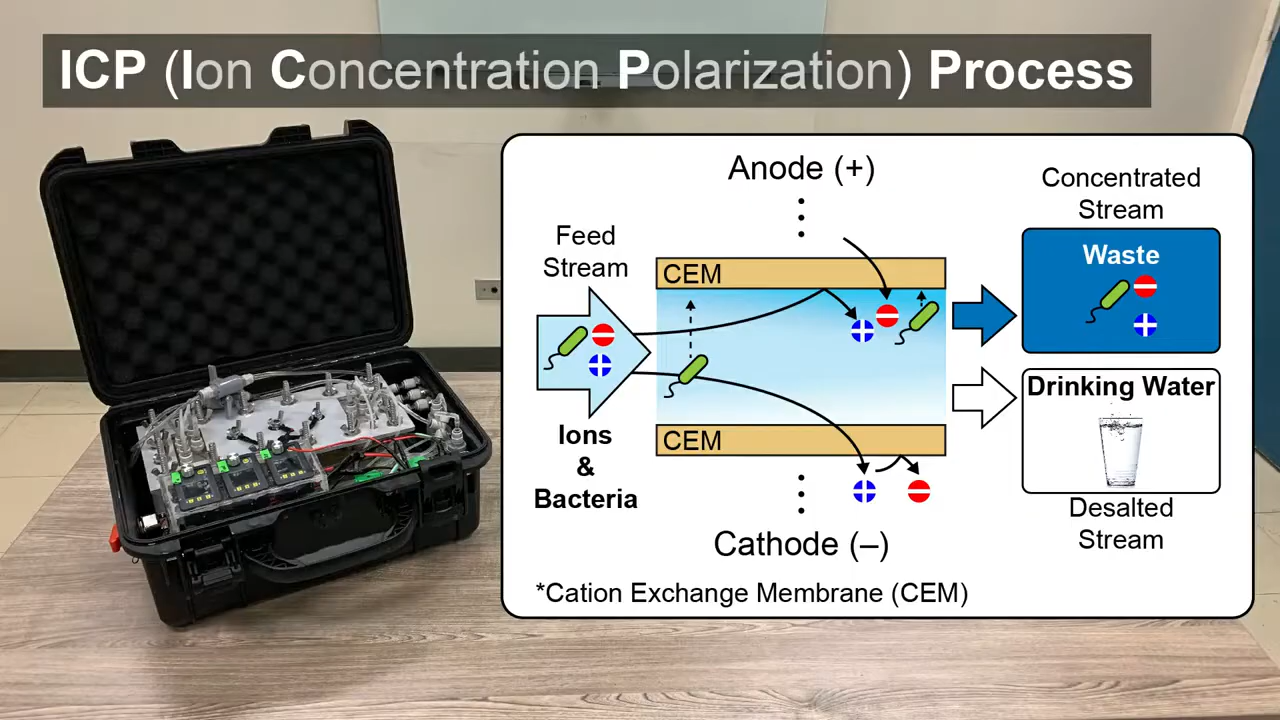 ICP (Ion Concentration Polarization) Process
Anode (+)
Concentrated
Stream
Feed
Stream
CEM
Waste
Drinking Water
Ions
&
Bacteria
CEM
Desalted
Stream
Cathode (–)
*Cation Exchange Membrane (CEM)